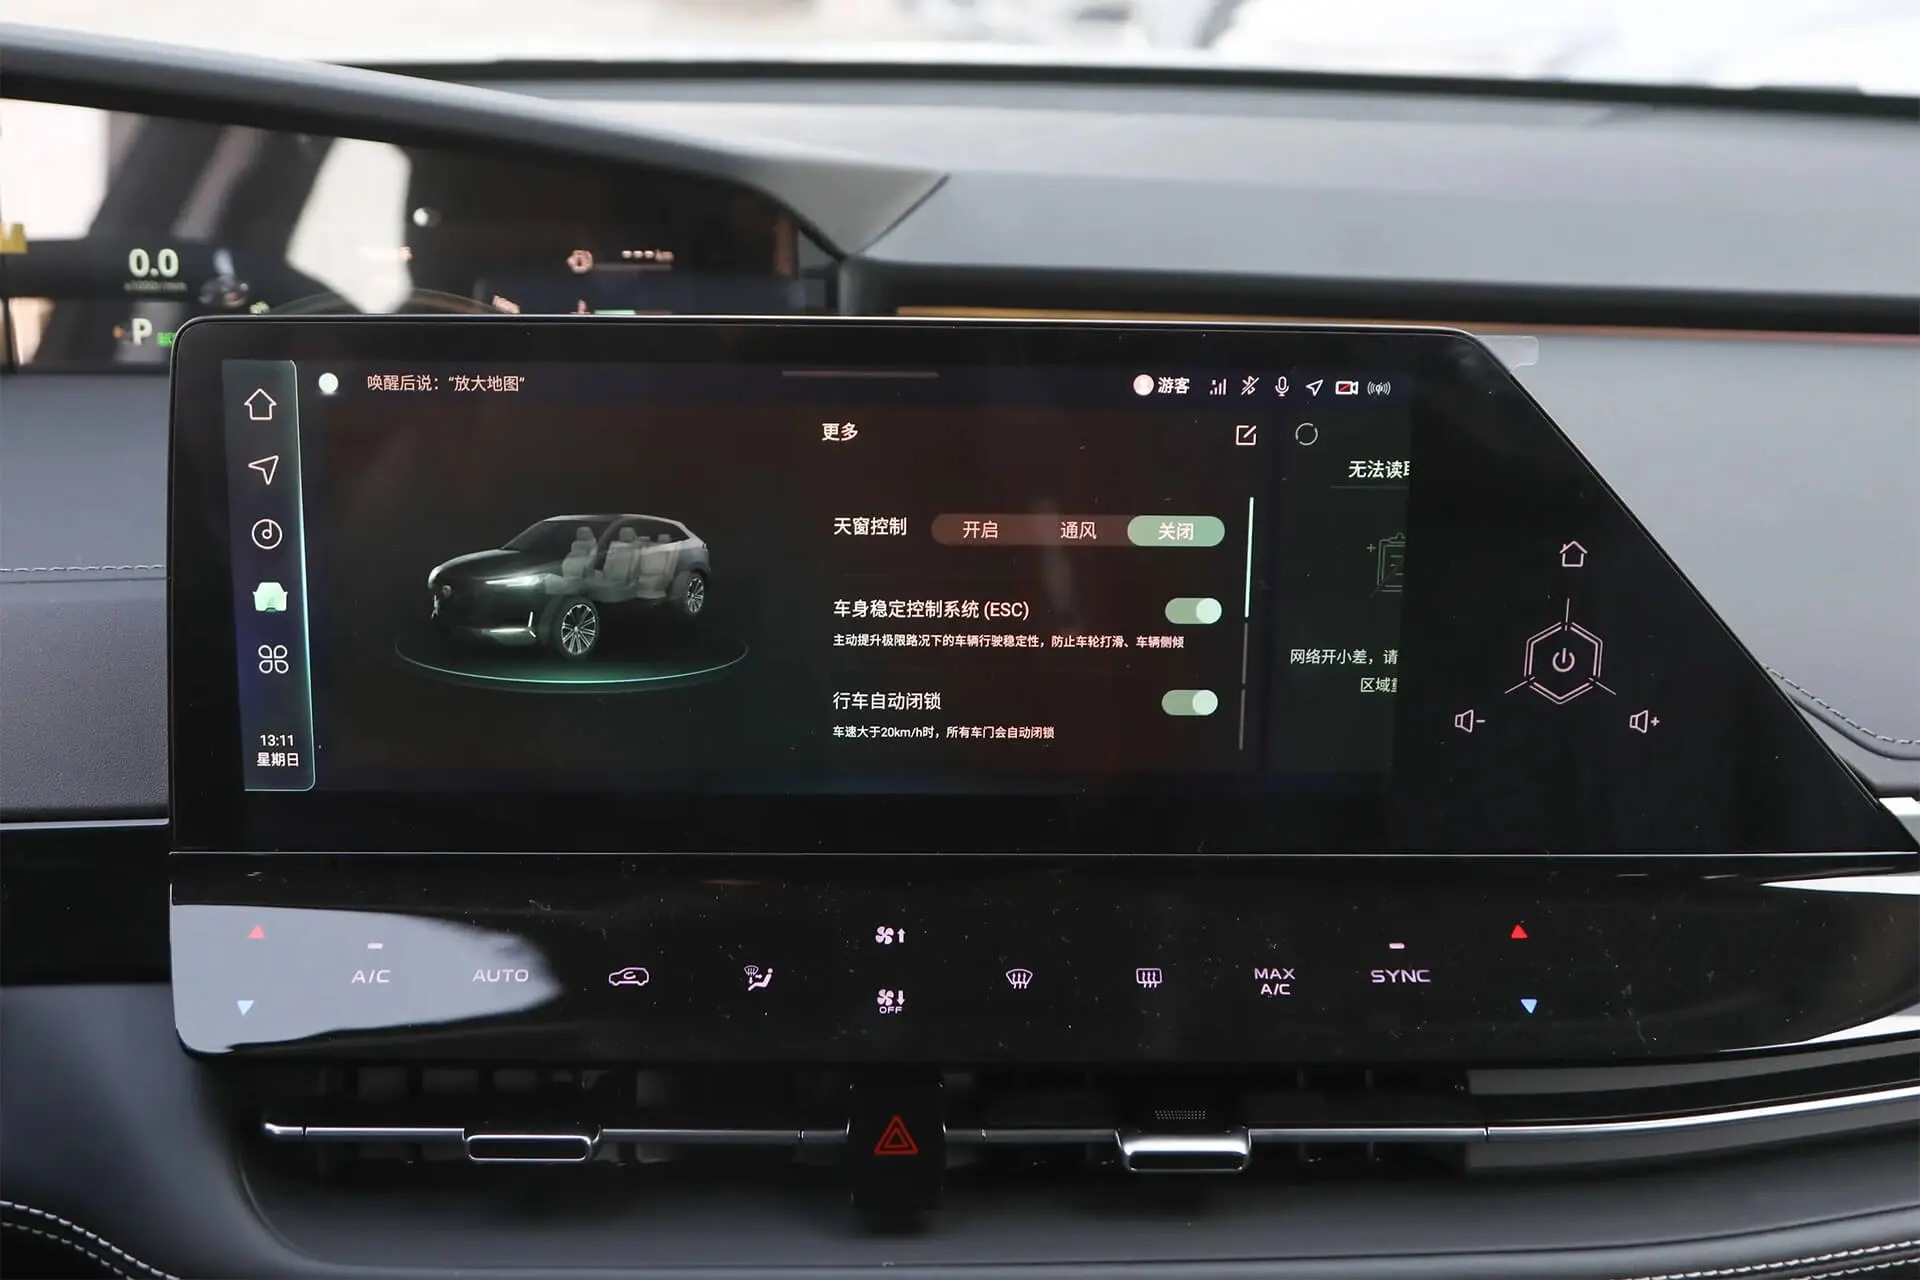 0.0
P
唤醒后说：“放大地图”
游客
更多
无法读取
天窗控制 开启 通风 关闭
车身稳定控制系统 (ESC)
主动提升极限路况下的车辆行驶稳定性，防止车轮打滑、车辆侧倾
网络开小差，请
区域
行车自动闭锁
车速大于20km/h时，所有车门会自动闭锁
13:11
星期日
A/C
AUTO
OFF
MAX
A/C
SYNC